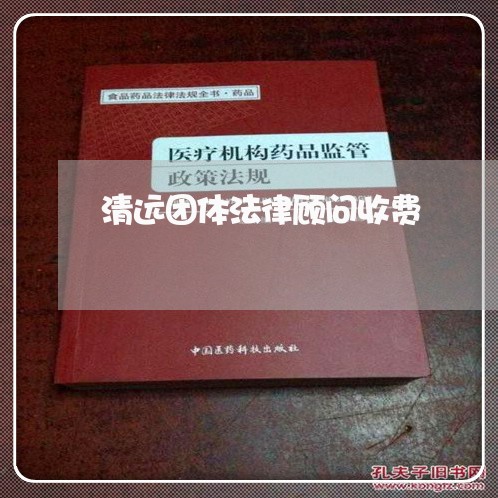 食品药品法律法规全书·药品
医疗机构药品监管
政策法规
清远团体法律顾问收费
中国医药科技出版社
孔夫子旧书网
www.kongfz.com